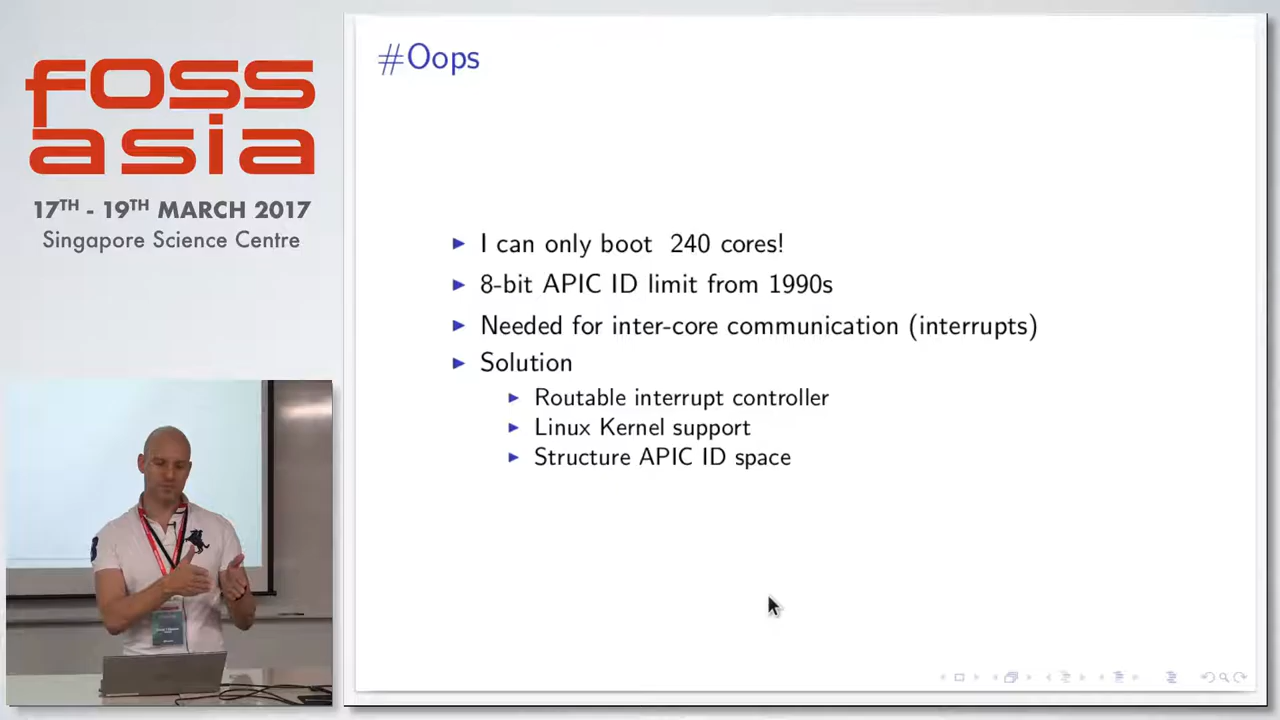 foss
asia
17TH - 19TH MARCH 2017
Singapore Science Centre
#Oops
I can only boot 240 cores!
8-bit APIC ID limit from 1990s
Needed for inter-core communication (interrupts)
Solution
Routable interrupt controller
Linux Kernel support
Structure APIC ID space